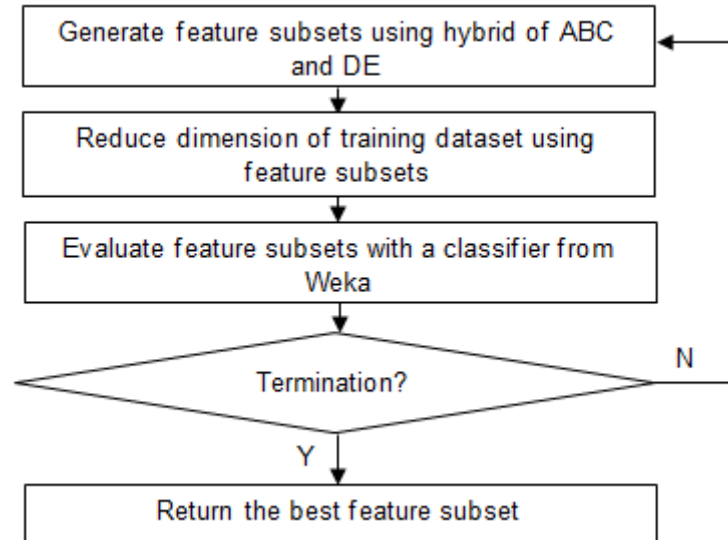 Generate feature subsets using hybrid of ABC
and DE
Reduce dimension of training dataset using
feature subsets
Evaluate feature subsets with a classifier from
Weka
Termination?
N
Y
Return the best feature subset